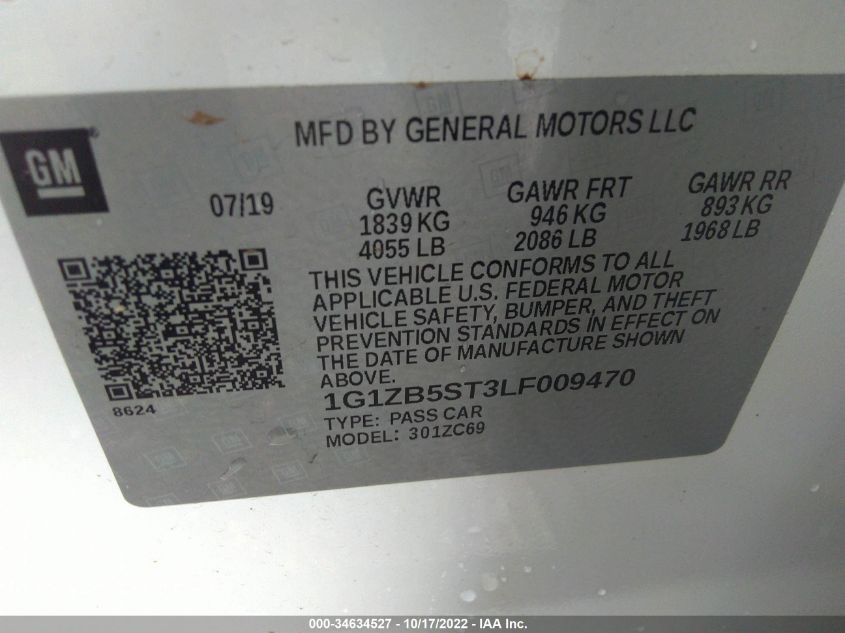 MFD BY GENERAL MOTORS LLC
GM
07/19
GVWR GAWR FRT GAWR RR
1839 KG 946 KG 893 KG
4055 LB 2086 LB 1968 LB
THIS VEHICLE CONFORMS TO ALL
APPLICABLE U.S. FEDERAL MOTOR
VEHICLE SAFETY, BUMPER, AND THEFT
PREVENTION STANDARDS IN EFFECT ON
THE DATE OF MANUFACTURE SHOWN
ABOVE.
8624
1G1ZB5ST3LF009470
TYPE: PASS CAR
MODEL: 301ZC69
000-34634527 - 10/17/2022 - IAA Inc.